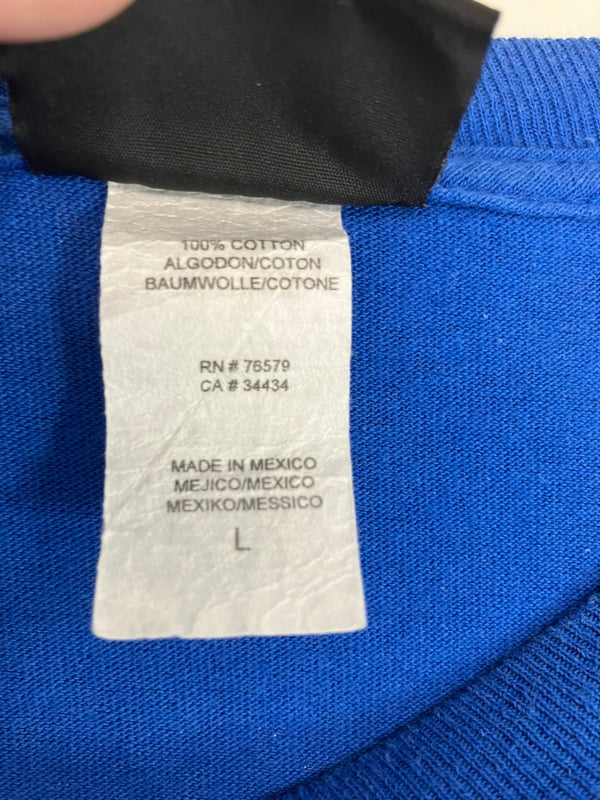 100% COTTON
ALGODON/COTON
BAUMWOLLE/COTONE
RN # 76579
CA # 34434
MADE IN MEXICO
MEJICO/MEXICO
MEXIKO/MESSICO
L